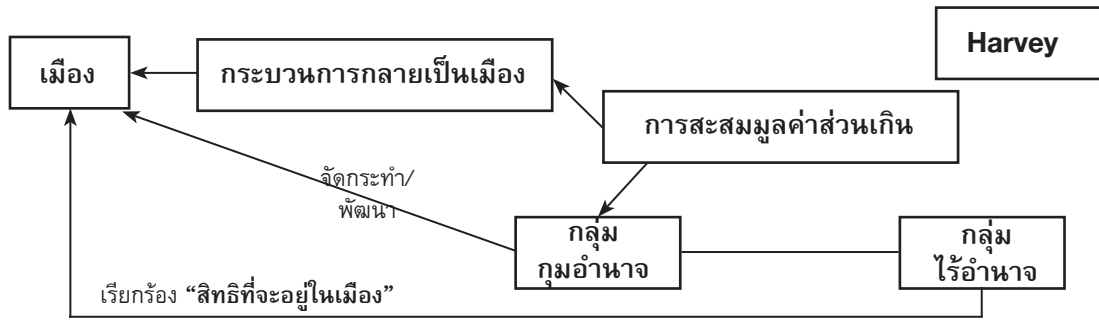 Harvey
เมือง
กระบวนการกลายเป็นเมือง
การสะสมมูลค่าส่วนเกิน
จัดกระทำ/
พัฒนา
กลุ่ม
กุมอำนาจ
กลุ่ม
ไร้อำนาจ
เรียกร้อง “สิทธิที่จะอยู่ในเมือง”